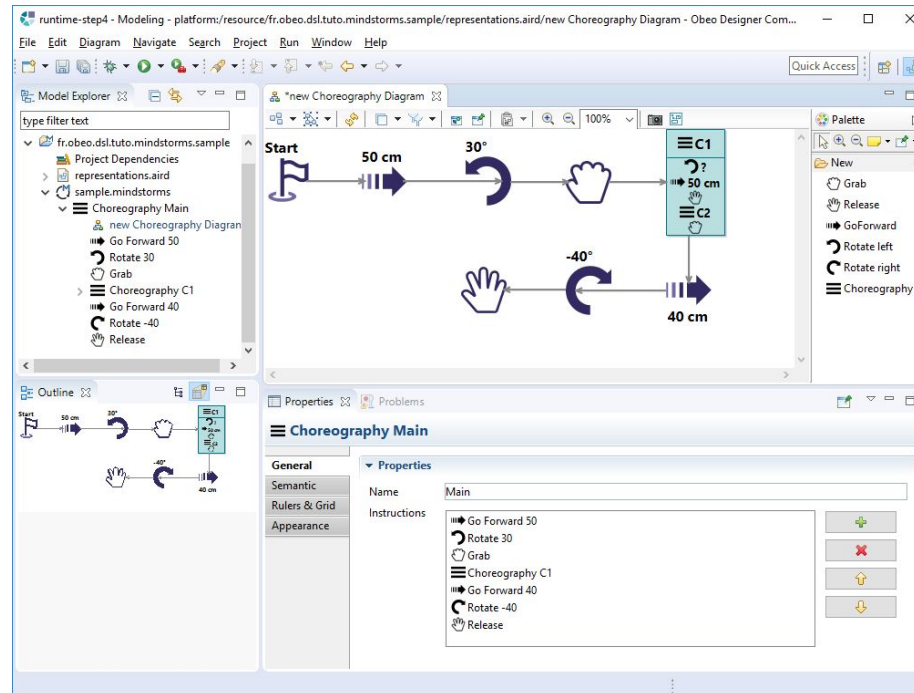 runtime-step4 - Modeling - platform:/resource/fr.obeo.dsl.tuto.mindstorms.sample/representations.aird/new Choreography Diagram - Obeo Designer Com...
File Edit Diagram Navigate Search Project Run Window Help
Quick Access
Model Explorer
type filter text
fr.obeo.dsl.tuto.mindstorms.sample
Project Dependencies
representations.aird
sample.mindstorms
Choreography Main
new Choreography Diagran
Go Forward 50
Rotate 30
Grab
Choreography C1
Go Forward 40
Rotate -40
Release
*new Choreography Diagram
100%
Start
50 cm
30°
C1
?
50 cm
C2
-40°
40 cm
Palette
New
Grab
Release
GoForward
Rotate left
Rotate right
Choreography
Outline
Start
50 cm
30°
C1
?
50 cm
C2
-40°
40 cm
Properties
Problems
Choreography Main
General
Semantic
Rulers & Grid
Appearance
Properties
Name Main
Instructions
Go Forward 50
Rotate 30
Grab
Choreography C1
Go Forward 40
Rotate -40
Release